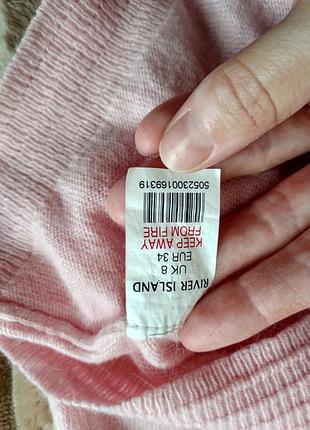 RIVER ISLAND
UK 8
EUR 34
KEEP AWAY
FROM FIRE
5052300169319